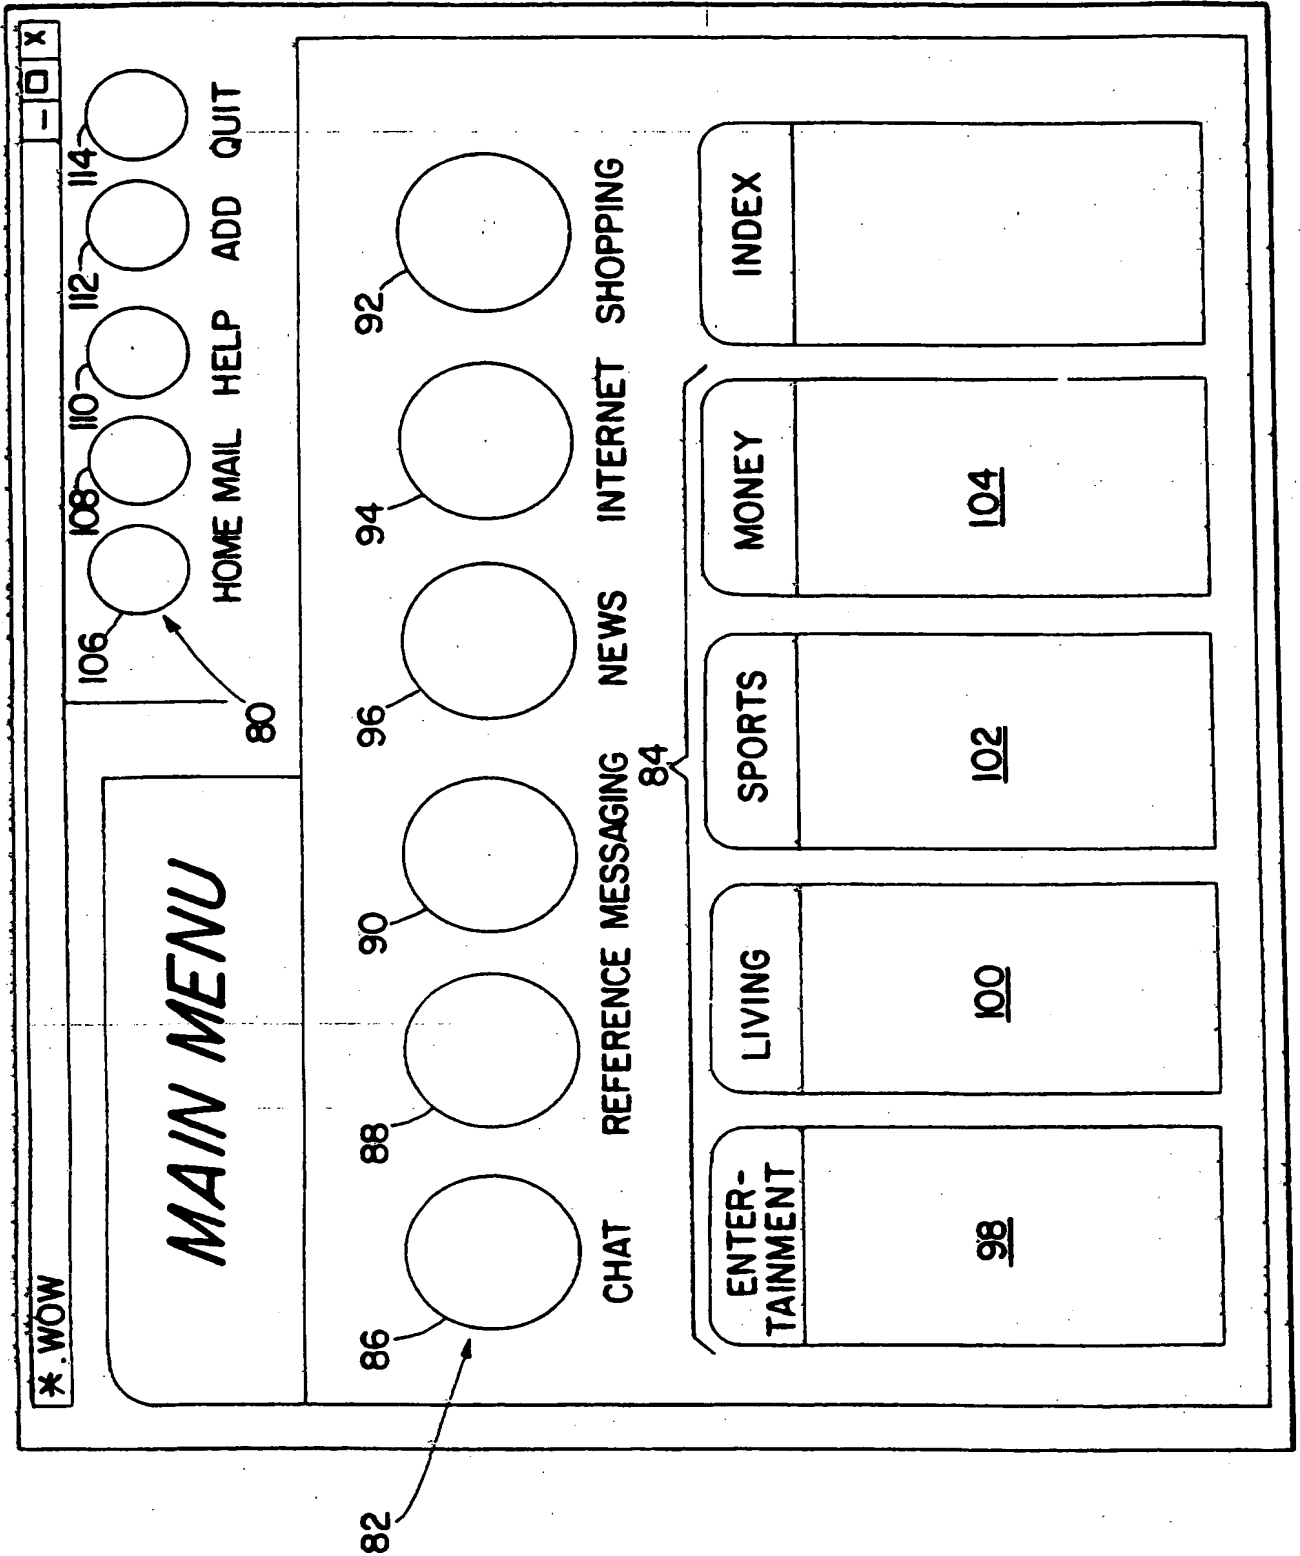 *.WOW
– □ X
MAIN MENU
106 108 110 112 114
HOME MAIL HELP ADD QUIT
80
82
86 88 90 96 94 92
CHAT REFERENCE MESSAGING NEWS INTERNET SHOPPING
84
ENTER-
TAINMENT
LIVING
SPORTS
MONEY
INDEX
98
100
102
104